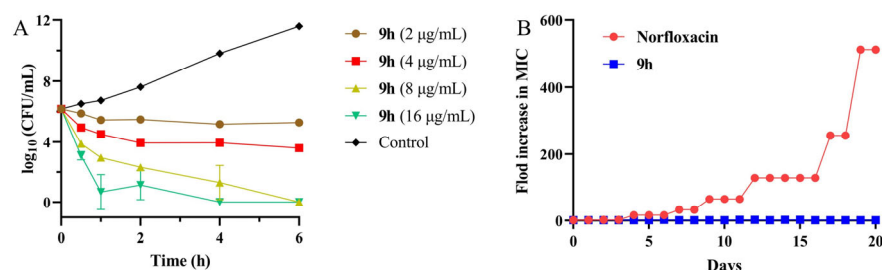 A
log₁₀ (CFU/mL)
12
8
4
0
0
2
4
6
Time (h)
9h (2 μg/mL)
9h (4 μg/mL)
9h (8 μg/mL)
9h (16 μg/mL)
Control
B
Flod increase in MIC
600
400
200
0
0
5
10
15
20
Days
Norfloxacin
9h